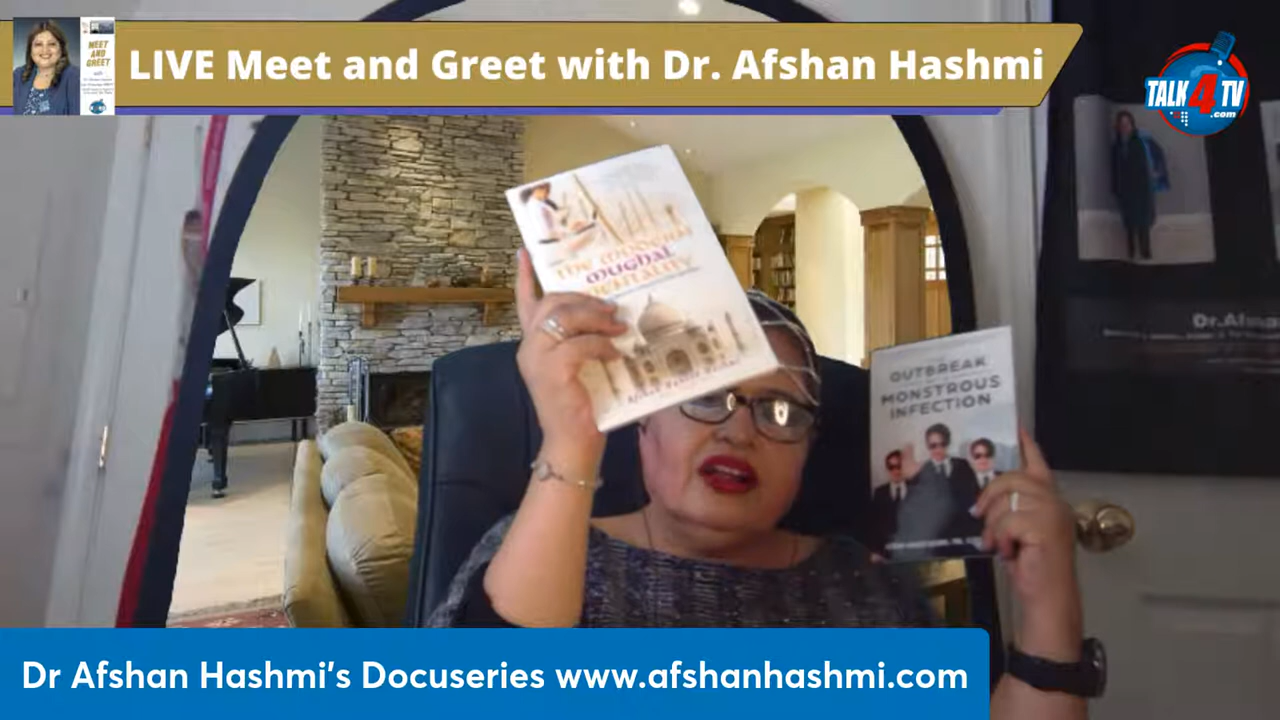 MEET
AND
GREET
LIVE Meet and Greet with Dr. Afshan Hashmi
TALK4TV
.com
THE
MUGHAL
OUTBREAK
MONSTROUS
INFECTION
Dr.Afshan
Dr Afshan Hashmi's Docuseries www.afshanhashmi.com